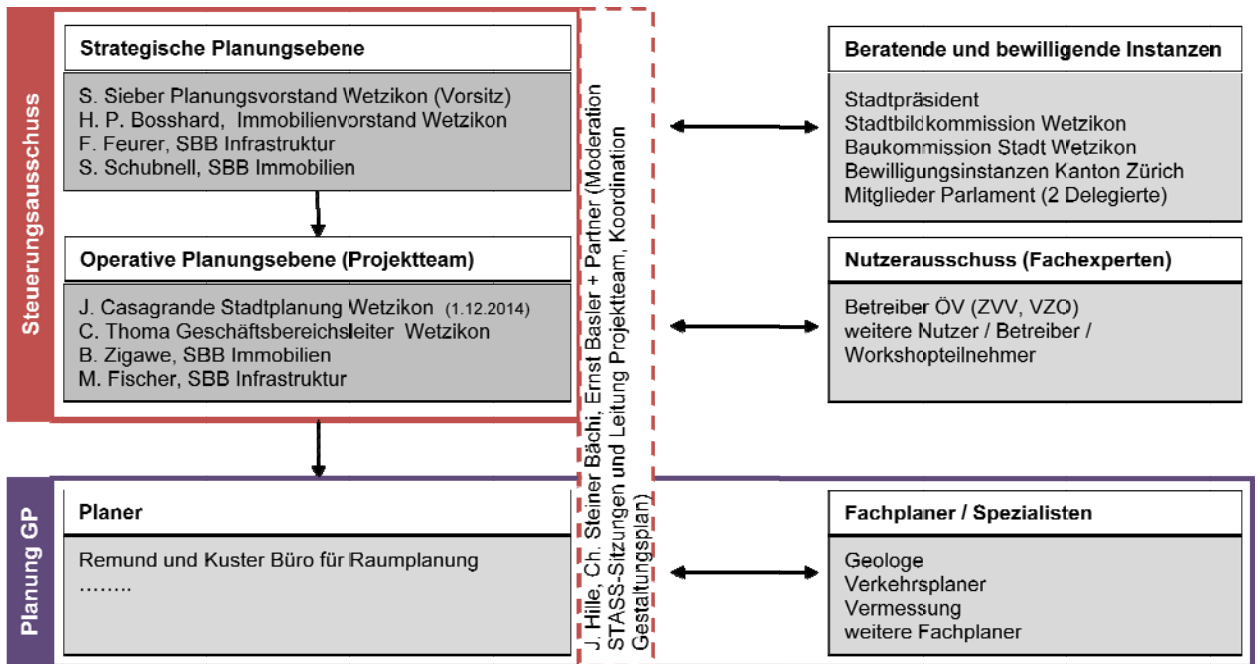 Steuerungsausschuss
Strategische Planungsebene
S. Sieber Planungsvorstand Wetzikon (Vorsitz)
H. P. Bosshard, Immobilienvorstand Wetzikon
F. Feurer, SBB Infrastruktur
S. Schubnell, SBB Immobilien
Operative Planungsebene (Projektteam)
J. Casagrande Stadtplanung Wetzikon (1.12.2014)
C. Thoma Geschäftsbereichsleiter Wetzikon
B. Zigawe, SBB Immobilien
M. Fischer, SBB Infrastruktur
J. Hille, Ch. Steiner Bächi, Ernst Basler + Partner (Moderation
STASS-Sitzungen und Leitung Projektteam, Koordination
Gestaltungsplan)
Beratende und bewilligende Instanzen
Stadtpräsident
Stadtbildkommission Wetzikon
Baukommission Stadt Wetzikon
Bewilligungsinstanzen Kanton Zürich
Mitglieder Parlament (2 Delegierte)
Nutzerausschuss (Fachexperten)
Betreiber ÖV (ZVV, VZO)
weitere Nutzer / Betreiber /
Workshopteilnehmer
Planung GP
Planer
Remund und Kuster Büro für Raumplanung
........
Fachplaner / Spezialisten
Geologe
Verkehrsplaner
Vermessung
weitere Fachplaner